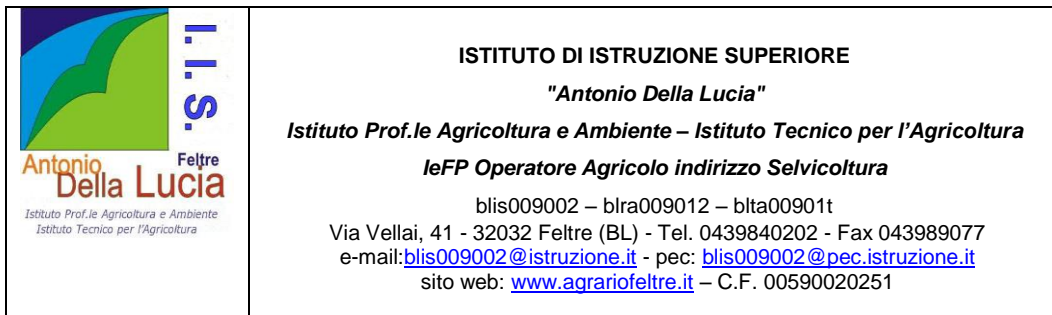 I.I.S.
Antonio
Feltre
Della Lucia
Istituto Prof.le Agricoltura e Ambiente
Istituto Tecnico per l'Agricoltura
ISTITUTO DI ISTRUZIONE SUPERIORE
"Antonio Della Lucia"
Istituto Prof.le Agricoltura e Ambiente – Istituto Tecnico per l'Agricoltura
IeFP Operatore Agricolo indirizzo Selvicoltura
blis009002 – blra009012 – blta00901t
Via Vellai, 41 - 32032 Feltre (BL) - Tel. 0439840202 - Fax 043989077
e-mail:blis009002@istruzione.it - pec: blis009002@pec.istruzione.it
sito web: www.agrariofeltre.it – C.F. 00590020251